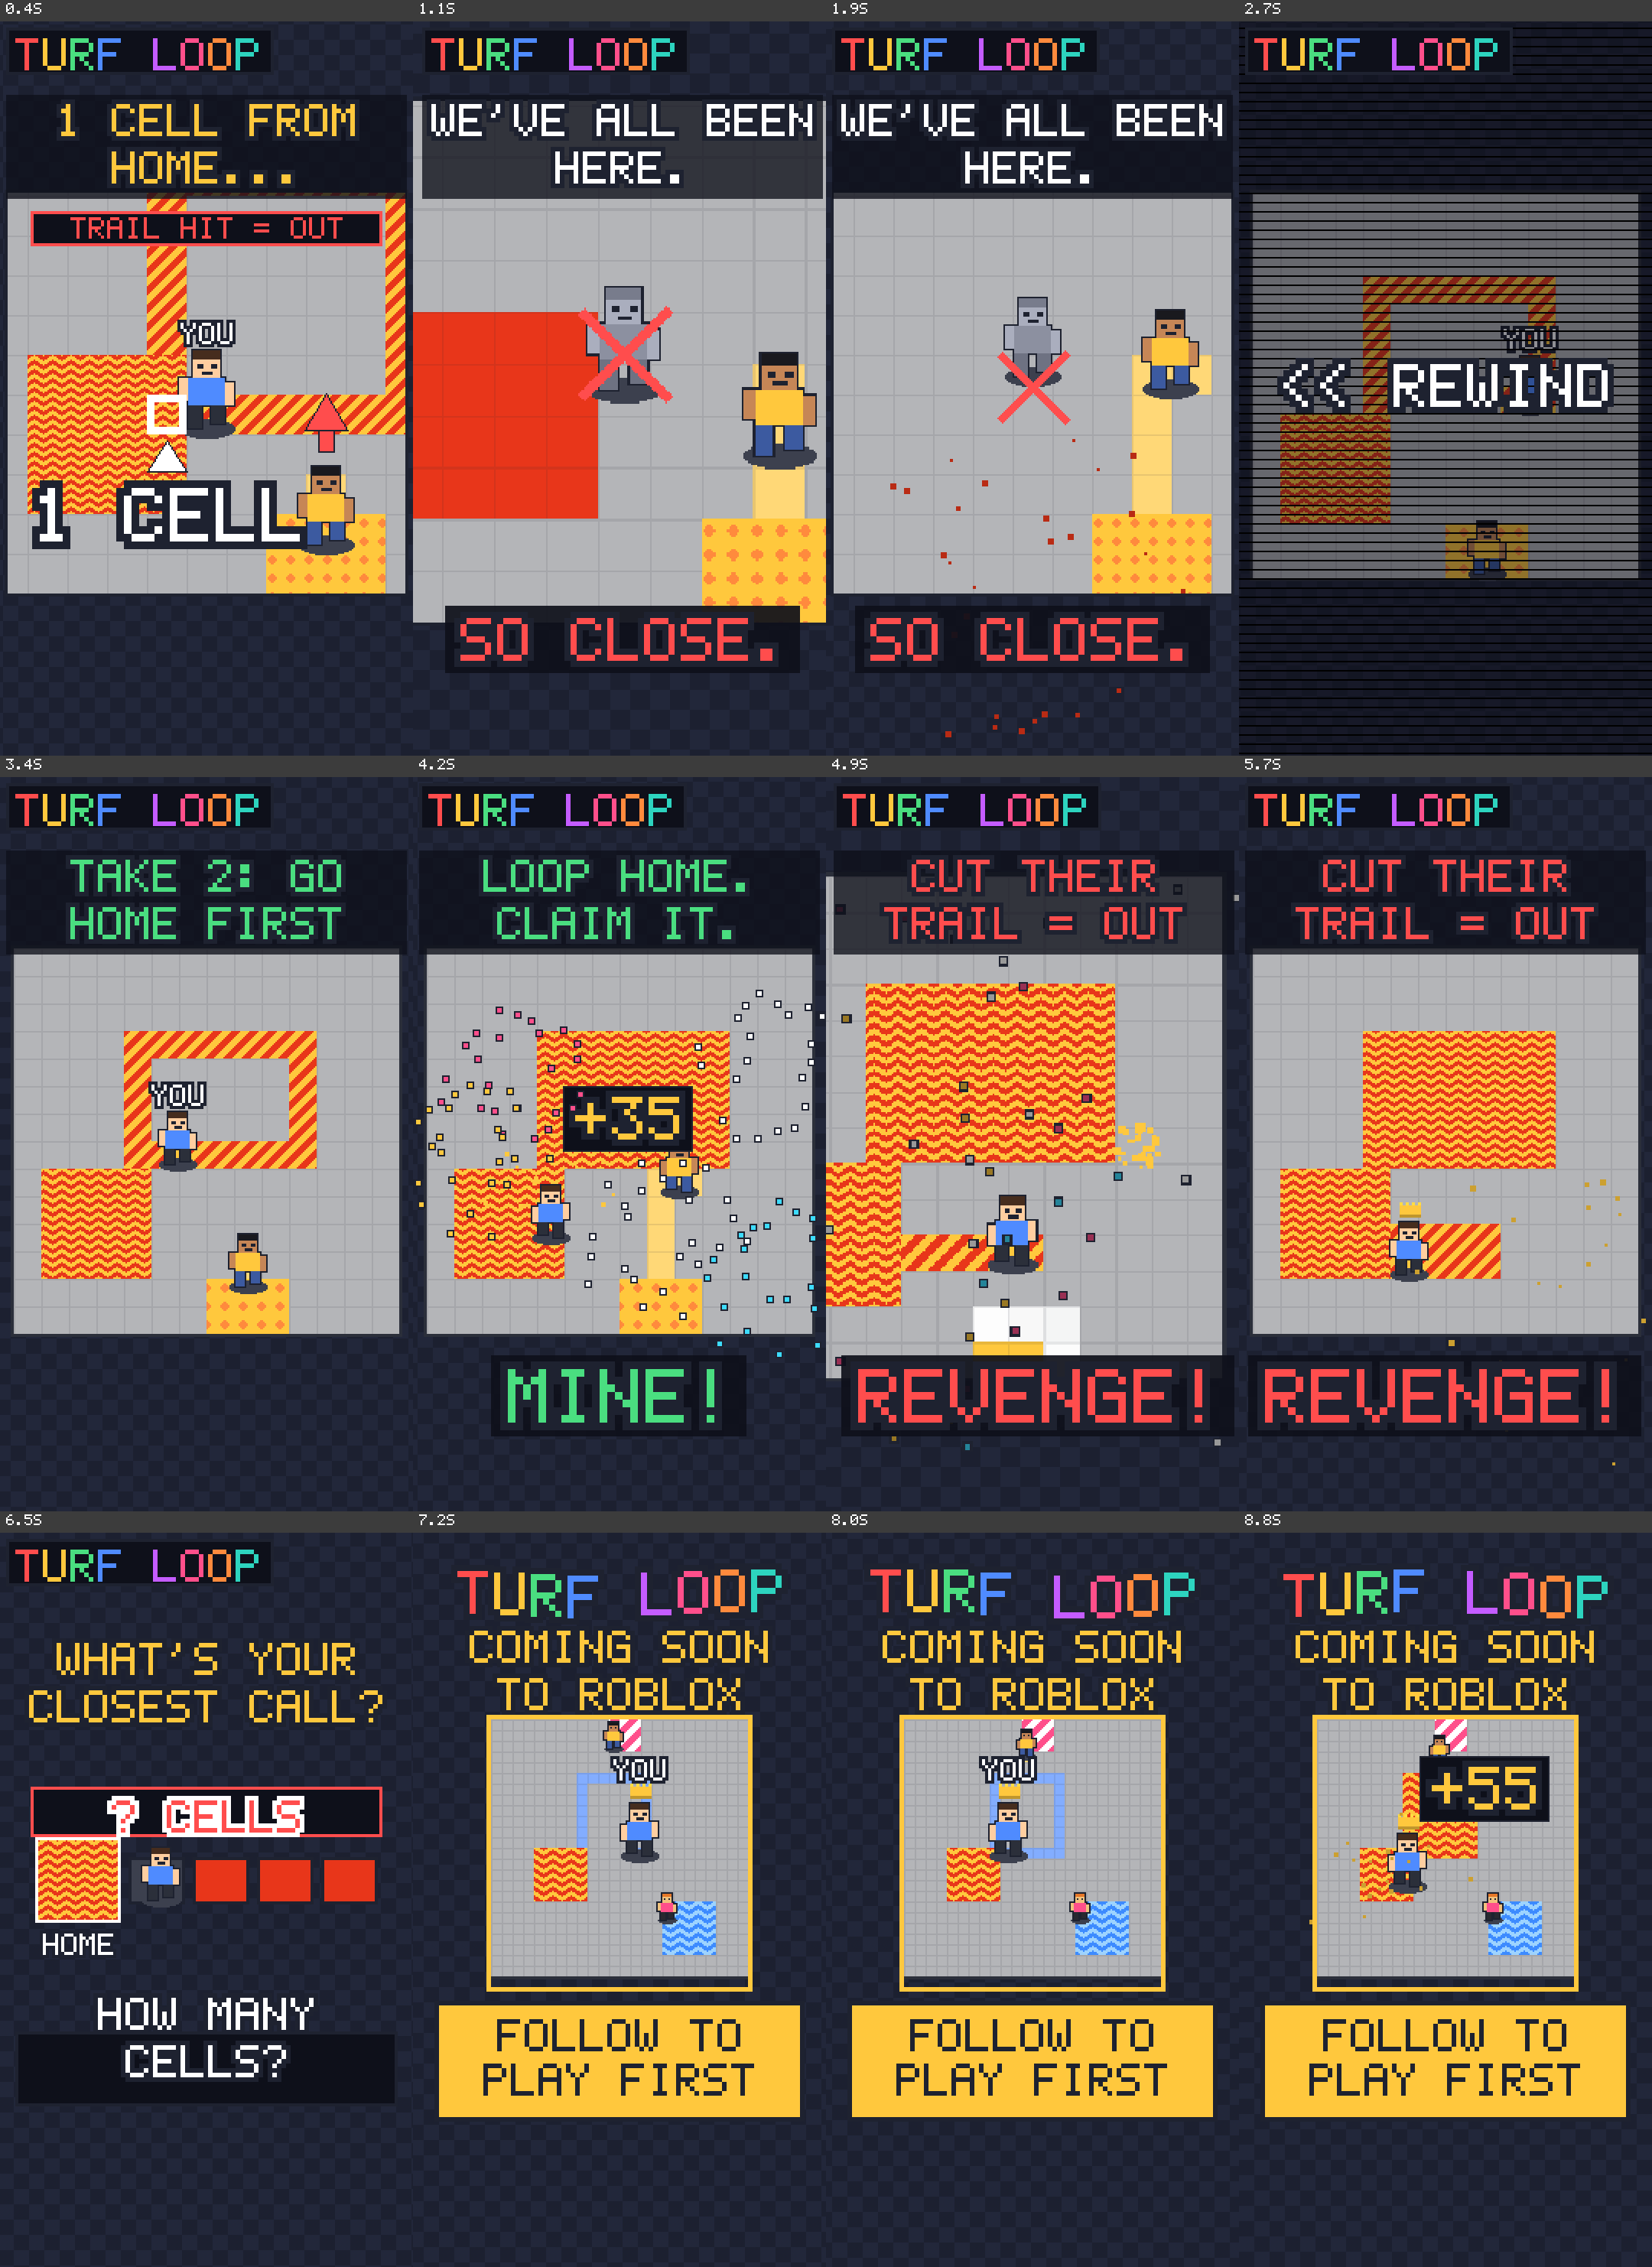 0.4S
TURF LOOP
1 CELL FROM
HOME...
TRAIL HIT = OUT
YOU
1 CELL
1.1S
TURF LOOP
WE'VE ALL BEEN
HERE.
SO CLOSE.
1.9S
TURF LOOP
WE'VE ALL BEEN
HERE.
SO CLOSE.
2.7S
TURF LOOP
YOU
<< REWIND
3.4S
TURF LOOP
TAKE 2: GO
HOME FIRST
YOU
4.2S
TURF LOOP
LOOP HOME.
CLAIM IT.
+35
MINE!
4.9S
TURF LOOP
CUT THEIR
TRAIL = OUT
REVENGE!
5.7S
TURF LOOP
CUT THEIR
TRAIL = OUT
REVENGE!
6.5S
TURF LOOP
WHAT'S YOUR
CLOSEST CALL?
? CELLS
HOME
HOW MANY
CELLS?
7.2S
TURF LOOP
COMING SOON
TO ROBLOX
YOU
FOLLOW TO
PLAY FIRST
8.0S
TURF LOOP
COMING SOON
TO ROBLOX
YOU
FOLLOW TO
PLAY FIRST
8.8S
TURF LOOP
COMING SOON
TO ROBLOX
+55
FOLLOW TO
PLAY FIRST